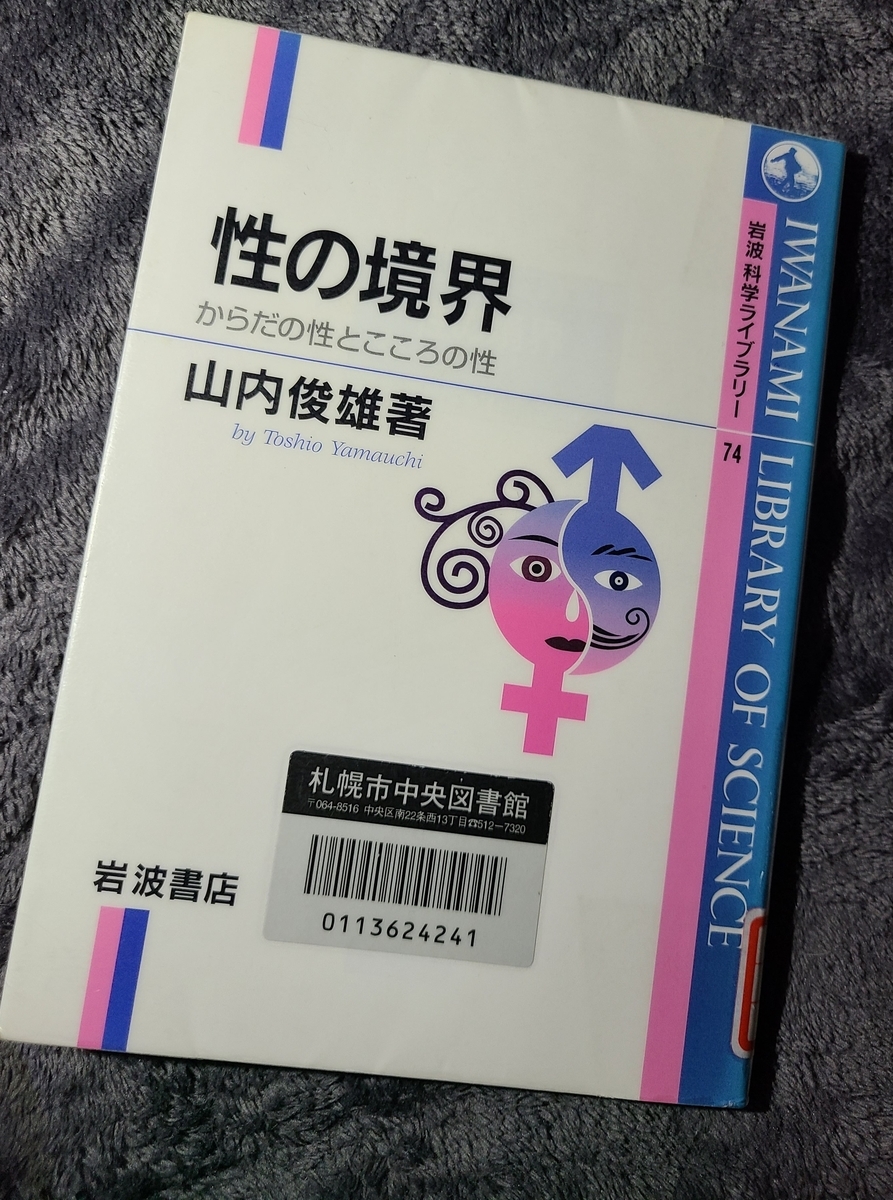 性の境界
からだの性とこころの性
山内俊雄著
by Toshio Yamauchi
札幌市中央図書館
〒064-8516 中央区南22条西13丁目☎512-7320
0113624241
岩波書店
岩波 科学ライブラリー
74
IWANAMI LIBRARY OF SCIENCE